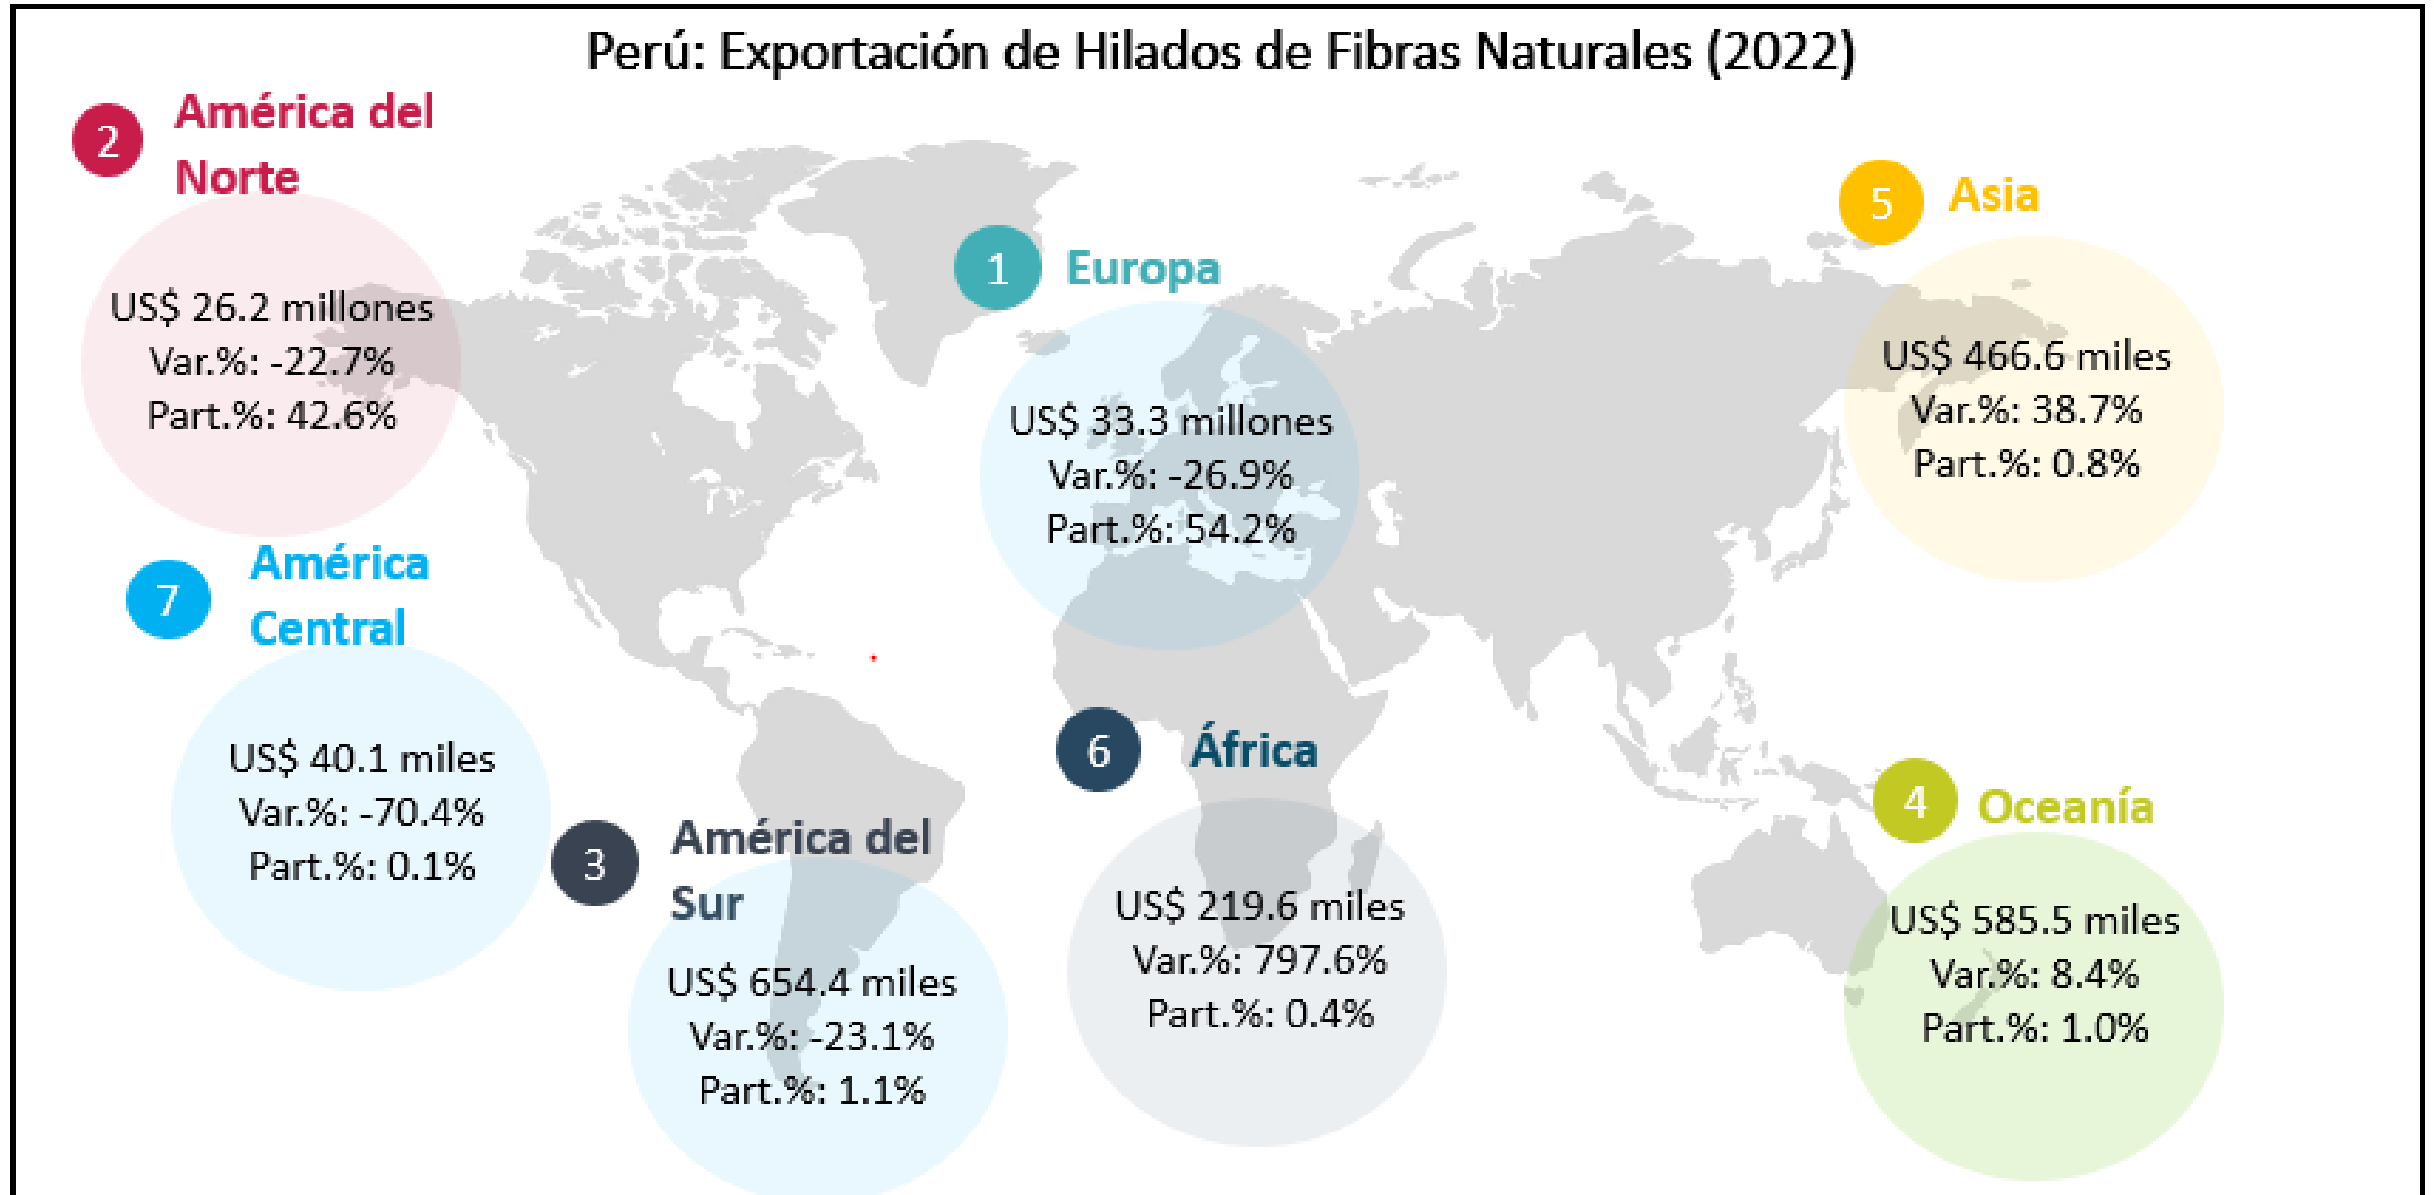 Perú: Exportación de Hilados de Fibras Naturales (2022)
2
América del
Norte
US$ 26.2 millones
Var.%: -22.7%
Part.%: 42.6%
1
Europa
US$ 33.3 millones
Var.%: -26.9%
Part.%: 54.2%
5
Asia
US$ 466.6 miles
Var.%: 38.7%
Part.%: 0.8%
7
América
Central
US$ 40.1 miles
Var.%: -70.4%
Part.%: 0.1%
3
América del
Sur
US$ 654.4 miles
Var.%: -23.1%
Part.%: 1.1%
6
África
US$ 219.6 miles
Var.%: 797.6%
Part.%: 0.4%
4
Oceanía
US$ 585.5 miles
Var.%: 8.4%
Part.%: 1.0%